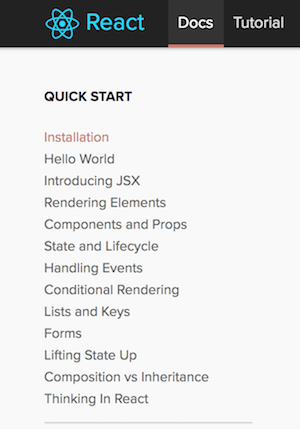 React Docs Tutorial
QUICK START
Installation
Hello World
Introducing JSX
Rendering Elements
Components and Props
State and Lifecycle
Handling Events
Conditional Rendering
Lists and Keys
Forms
Lifting State Up
Composition vs Inheritance
Thinking In React